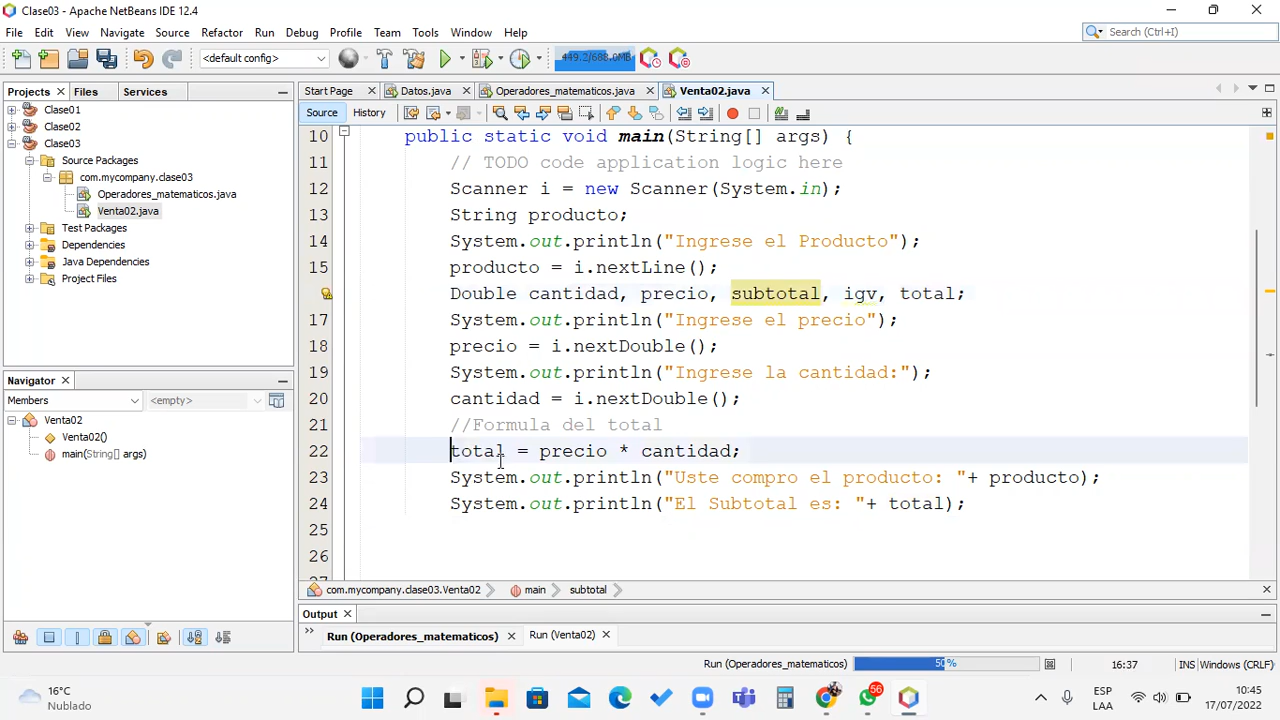 Clase03 - Apache NetBeans IDE 12.4
File Edit View Navigate Source Refactor Run Debug Profile Team Tools Window Help
Search (Ctrl+I)
<default config>
449.2/688.0MB
Projects Files Services
Start Page Datos.java Operadores_matematicos.java Venta02.java
Source History
Clase01
Clase02
Clase03
Source Packages
com.mycompany.clase03
Operadores_matematicos.java
Venta02.java
Test Packages
Dependencies
Java Dependencies
Project Files
Navigator
Members <empty>
Venta02
Venta02()
main(String[] args)
10 public static void main(String[] args) {
11 // TODO code application logic here
12 Scanner i = new Scanner(System.in);
13 String producto;
14 System.out.println("Ingrese el Producto");
15 producto = i.nextLine();
Double cantidad, precio, subtotal, igv, total;
17 System.out.println("Ingrese el precio");
18 precio = i.nextDouble();
19 System.out.println("Ingrese la cantidad:");
20 cantidad = i.nextDouble();
21 //Formula del total
22 total = precio * cantidad;
23 System.out.println("Uste compro el producto: "+ producto);
24 System.out.println("El Subtotal es: "+ total);
25
26
com.mycompany.clase03.Venta02 main subtotal
Output
Run (Operadores_matematicos) Run (Venta02)
Run (Operadores_matematicos) 50% 16:37 INS Windows (CRLF)
16°C
Nublado
56
ESP
LAA
10:45
17/07/2022